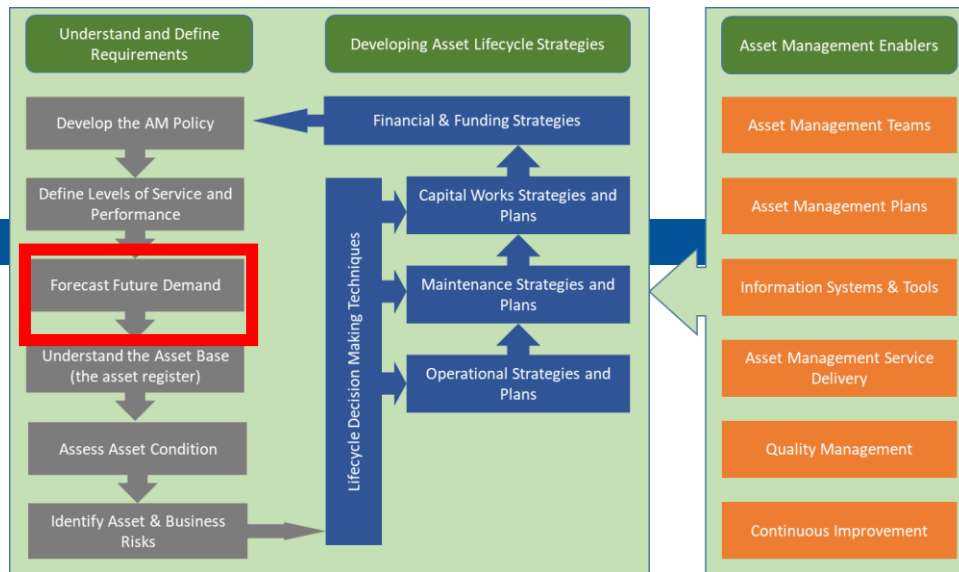 Understand and Define
Requirements
Developing Asset Lifecycle Strategies
Asset Management Enablers
Develop the AM Policy
Financial & Funding Strategies
Asset Management Teams
Define Levels of Service and
Performance
Capital Works Strategies and
Plans
Asset Management Plans
Forecast Future Demand
Maintenance Strategies and
Plans
Information Systems & Tools
Understand the Asset Base
(the asset register)
Operational Strategies and
Plans
Asset Management Service
Delivery
Lifecycle Decision Making Techniques
Assess Asset Condition
Quality Management
Identify Asset & Business
Risks
Continuous Improvement